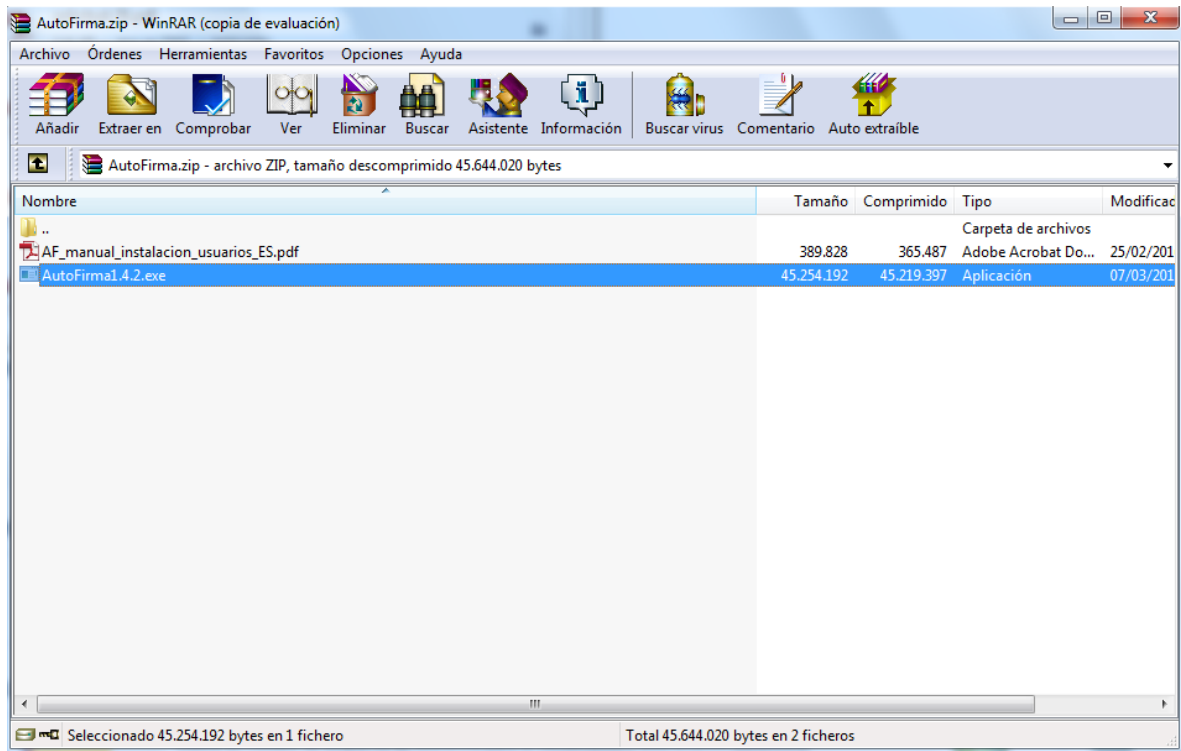 AutoFirma.zip - WinRAR (copia de evaluación)
Archivo Órdenes Herramientas Favoritos Opciones Ayuda
Añadir Extraer en Comprobar Ver Eliminar Buscar Asistente Información Buscar virus Comentario Auto extraíble
AutoFirma.zip - archivo ZIP, tamaño descomprimido 45.644.020 bytes
Nombre Tamaño Comprimido Tipo Modificac
.. Carpeta de archivos
AF_manual_instalacion_usuarios_ES.pdf 389.828 365.487 Adobe Acrobat Do... 25/02/201
AutoFirma1.4.2.exe 45.254.192 45.219.397 Aplicación 07/03/201
Seleccionado 45.254.192 bytes en 1 fichero Total 45.644.020 bytes en 2 ficheros